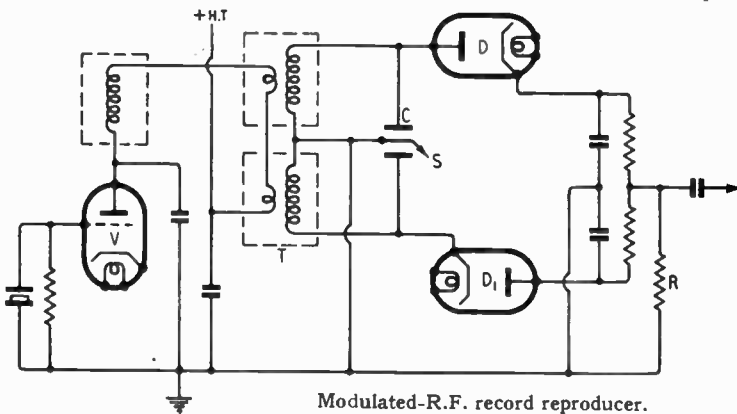 +H.T
D
C
S
V
T
D₁
R
Modulated-R.F. record reproducer.